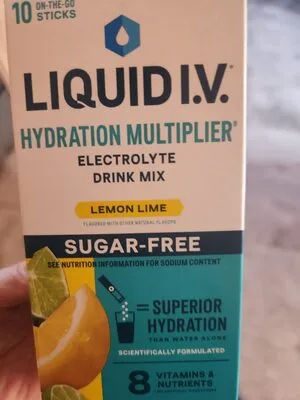 10 ON-THE-GO
STICKS
LIQUID I.V.
HYDRATION MULTIPLIER®
ELECTROLYTE
DRINK MIX
LEMON LIME
FLAVORED WITH OTHER NATURAL FLAVORS
SUGAR-FREE
SEE NUTRITION INFORMATION FOR SODIUM CONTENT
= SUPERIOR
HYDRATION
THAN WATER ALONE
SCIENTIFICALLY FORMULATED
8 VITAMINS &
NUTRIENTS